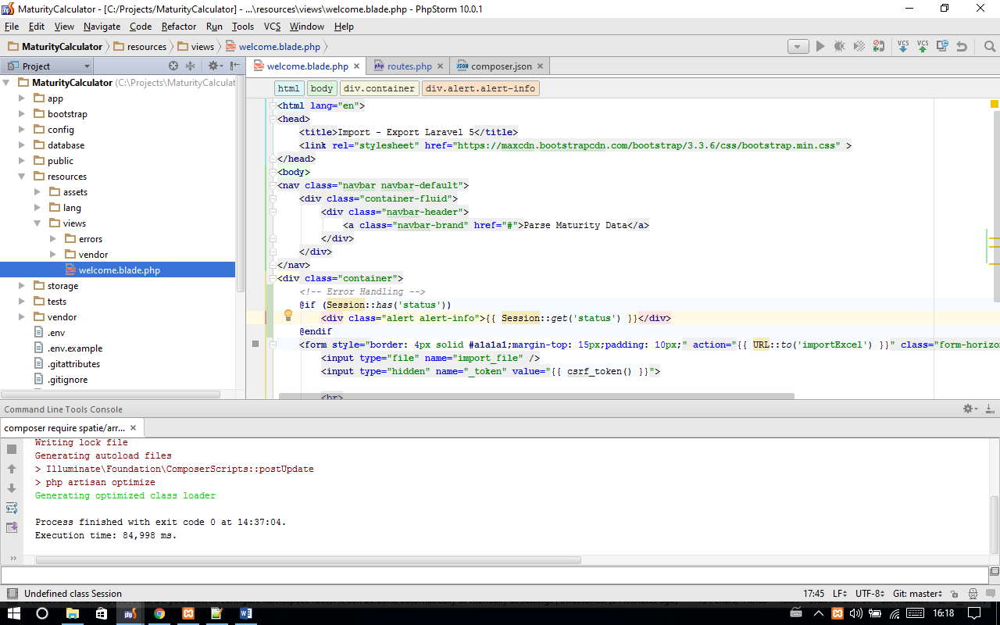 MaturityCalculator - [C:/Projects/MaturityCalculator] - ...\resources\views\welcome.blade.php - PhpStorm 10.0.1
File Edit View Navigate Code Refactor Run Tools VCS Window Help
MaturityCalculator resources views welcome.blade.php
Project
welcome.blade.php routes.php composer.json
MaturityCalculator (C:\Projects\MaturityCalculat
app
bootstrap
config
database
public
resources
assets
lang
views
errors
vendor
welcome.blade.php
storage
tests
vendor
.env
.env.example
.gitattributes
.gitignore
html body div.container div.alert.alert-info
<html lang="en">
<head>
<title>Import - Export Laravel 5</title>
<link rel="stylesheet" href="https://maxcdn.bootstrapcdn.com/bootstrap/3.3.6/css/bootstrap.min.css" >
</head>
<body>
<nav class="navbar navbar-default">
<div class="container-fluid">
<div class="navbar-header">
<a class="navbar-brand" href="#">Parse Maturity Data</a>
</div>
</div>
</nav>
<div class="container">
<!-- Error Handling -->
@if (Session::has('status'))
<div class="alert alert-info">{{ Session::get('status') }}</div>
@endif
<form style="border: 4px solid #a1a1a1;margin-top: 15px;padding: 10px;" action="{{ URL::to('importExcel') }}" class="form-horizon
<input type="file" name="import_file" />
<input type="hidden" name="_token" value="{{ csrf_token() }}">
<br>
Command Line Tools Console
composer require spatie/arr...
Writing lock file
Generating autoload files
> Illuminate\Foundation\ComposerScripts::postUpdate
> php artisan optimize
Generating optimized class loader
Process finished with exit code 0 at 14:37:04.
Execution time: 84,998 ms.
Undefined class Session
17:45 LF UTF-8 Git: master
16:18